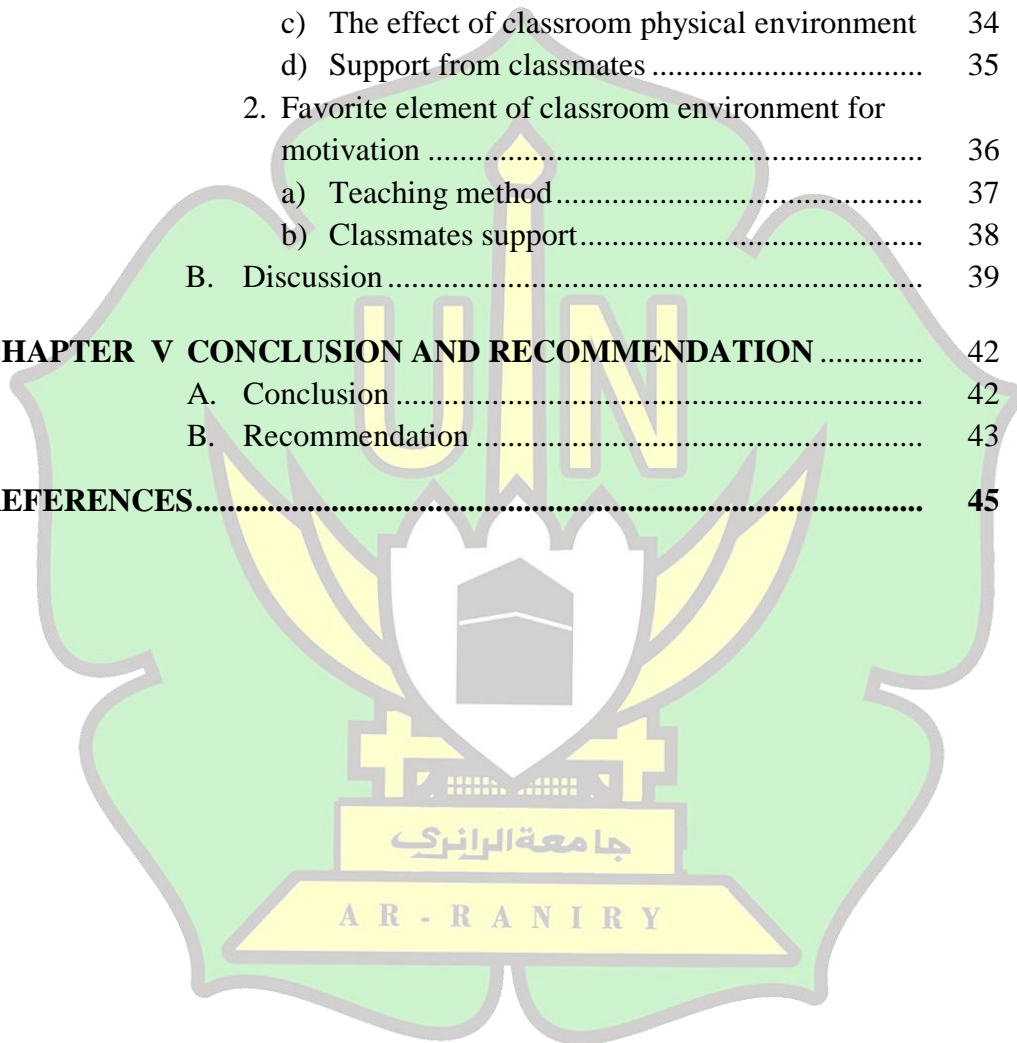 c) The effect of classroom physical environment 34
d) Support from classmates .................................. 35
2. Favorite element of classroom environment for
motivation ............................................................. 36
a) Teaching method .............................................. 37
b) Classmates support ........................................... 38
B. Discussion .................................................................. 39
HAPTER V CONCLUSION AND RECOMMENDATION ............. 42
A. Conclusion .................................................................. 42
B. Recommendation ........................................................ 43
EFERENCES .......................................................................................... 45
UIN
جامعة الرانري
AR-RANIRY